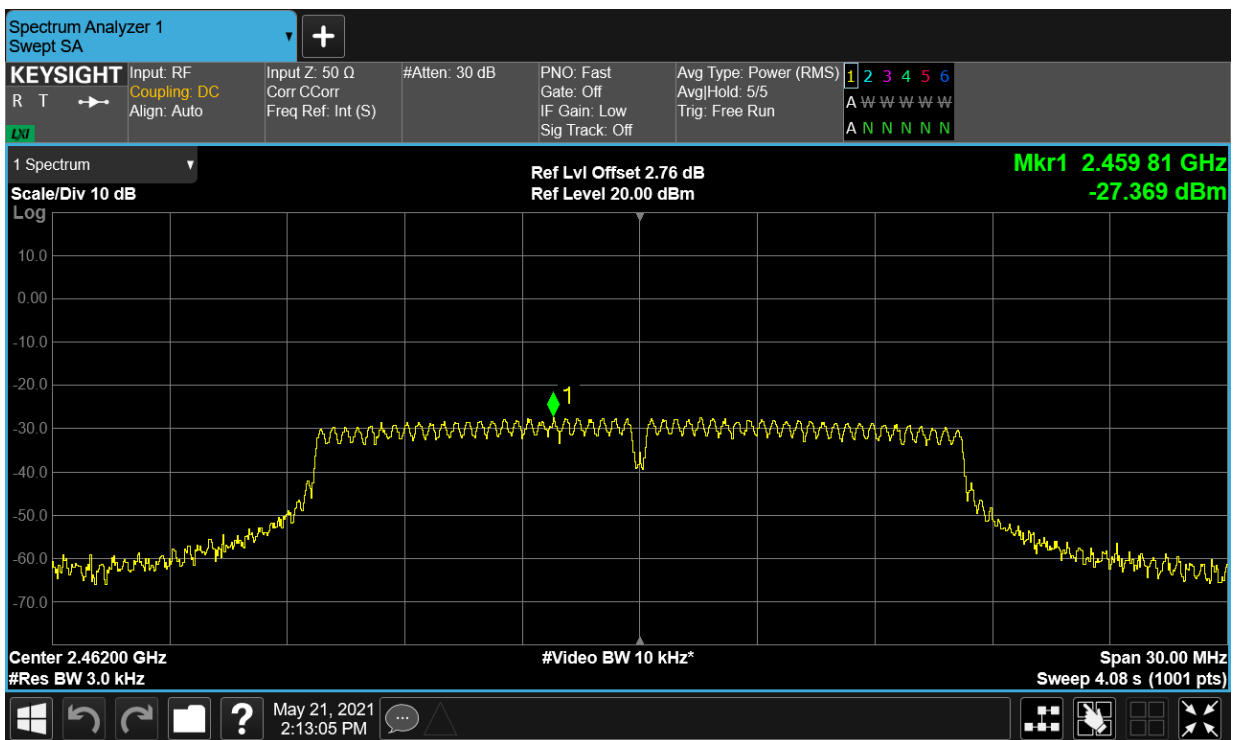 Spectrum Analyzer 1
Swept SA
+
KEYSIGHT
R T
LXI
Input: RF
Coupling: DC
Align: Auto
Input Z: 50 Ω
Corr CCorr
Freq Ref: Int (S)
#Atten: 30 dB
PNO: Fast
Gate: Off
IF Gain: Low
Sig Track: Off
Avg Type: Power (RMS)
Avg|Hold: 5/5
Trig: Free Run
1 2 3 4 5 6
A W W W W W
A N N N N N
1 Spectrum
Scale/Div 10 dB
Log
Ref Lvl Offset 2.76 dB
Ref Level 20.00 dBm
Mkr1 2.459 81 GHz
-27.369 dBm
10.0
0.00
-10.0
-20.0
-30.0
-40.0
-50.0
-60.0
-70.0
1
Center 2.46200 GHz
#Res BW 3.0 kHz
#Video BW 10 kHz*
Span 30.00 MHz
Sweep 4.08 s (1001 pts)
?
May 21, 2021
2:13:05 PM